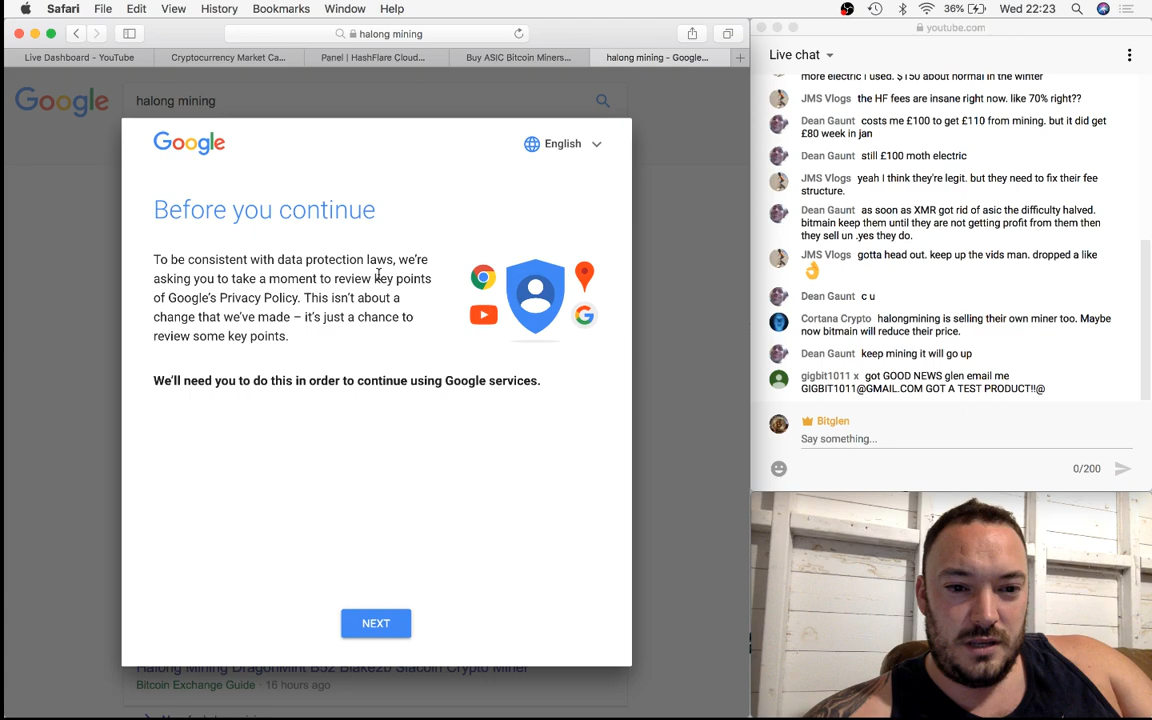 Safari File Edit View History Bookmarks Window Help
36% Wed 22:23
halong mining
youtube.com
Live Dashboard - YouTube
Cryptocurrency Market Ca...
Panel | HashFlare Cloud...
Buy ASIC Bitcoin Miners...
halong mining - Google...
Google
halong mining
Google
English
Before you continue
To be consistent with data protection laws, we're
asking you to take a moment to review key points
of Google's Privacy Policy. This isn't about a
change that we've made – it's just a chance to
review some key points.
We'll need you to do this in order to continue using Google services.
NEXT
Halong Mining DragonMint B52 Blake2b Siacoin Crypto Miner
Bitcoin Exchange Guide - 16 hours ago
Live chat
more electric I used. $150 about normal in the winter
JMS Vlogs the HF fees are insane right now. like 70% right??
Dean Gaunt costs me £100 to get £110 from mining. but it did get
£80 week in jan
Dean Gaunt still £100 moth electric
JMS Vlogs yeah I think they're legit. but they need to fix their fee
structure.
Dean Gaunt as soon as XMR got rid of asic the difficulty halved.
bitmain keep them until they are not getting profit from them then
they sell un .yes they do.
JMS Vlogs gotta head out. keep up the vids man. dropped a like
Dean Gaunt c u
Cortana Crypto halongmining is selling their own miner too. Maybe
now bitmain will reduce their price.
Dean Gaunt keep mining it will go up
gigbit1011 x got GOOD NEWS glen email me
GIGBIT1011@GMAIL.COM GOT A TEST PRODUCT!!@
Bitglen
Say something...
0/200